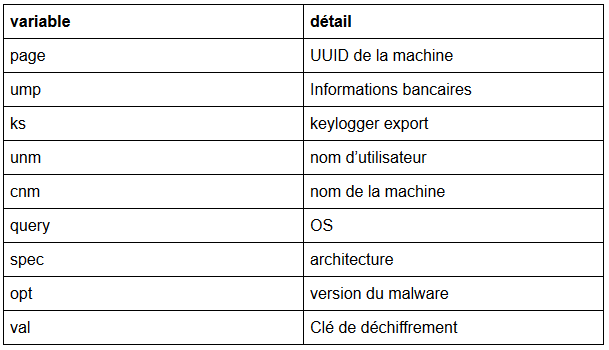 variable détail
page UUID de la machine
ump Informations bancaires
ks keylogger export
unm nom d’utilisateur
cnm nom de la machine
query OS
spec architecture
opt version du malware
val Clé de déchiffrement